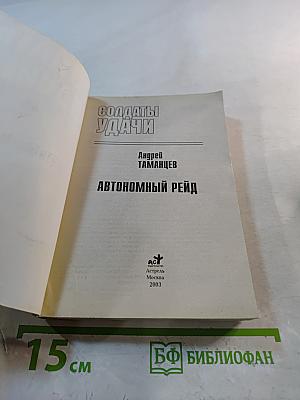 СОЛДАТЫ
УДАЧИ
Андрей
ТАМАНЦЕВ
АВТОНОМНЫЙ РЕЙД
АСТ
Астрель
Москва
2003
15 см
БФ БИБЛИОФАН